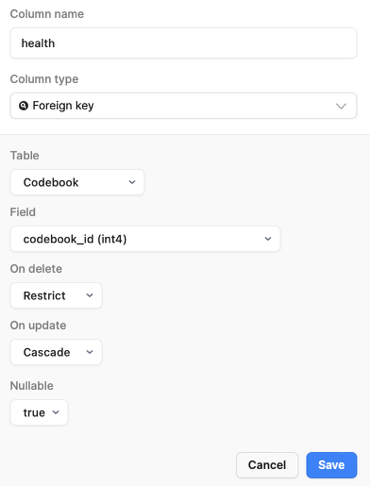 Column name
health
Column type
Foreign key
Table
Codebook
Field
codebook_id (int4)
On delete
Restrict
On update
Cascade
Nullable
true
Cancel Save